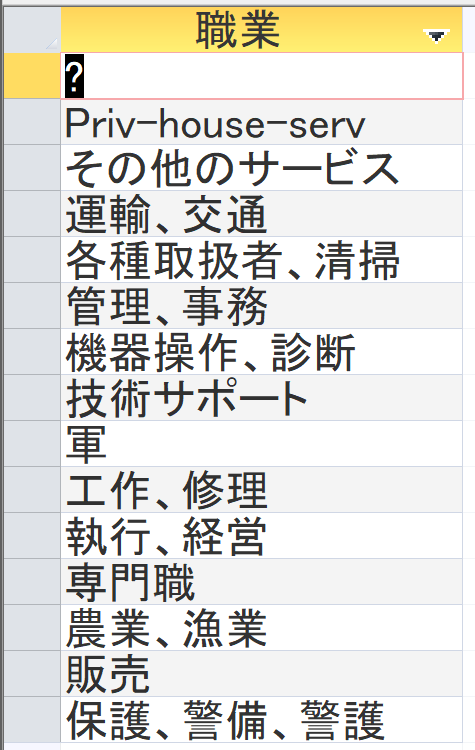 職業
?
Priv-house-serv
その他のサービス
運輸、交通
各種取扱者、清掃
管理、事務
機器操作、診断
技術サポート
軍
工作、修理
執行、経営
専門職
農業、漁業
販売
保護、警備、警護